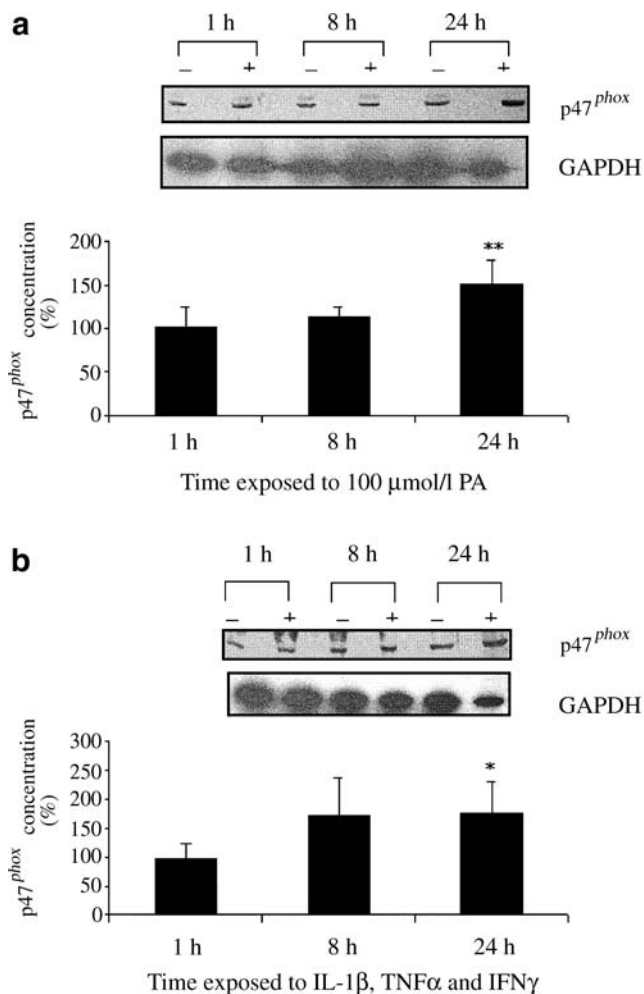 a
1 h 8 h 24 h
– + – + – +
p47phox
GAPDH
p47phox concentration
(%)
200
150
100
50
0
**
1 h 8 h 24 h
Time exposed to 100 μmol/l PA
b
1 h 8 h 24 h
– + – + – +
p47phox
GAPDH
p47phox concentration
(%)
300
250
200
150
100
50
0
*
1 h 8 h 24 h
Time exposed to IL-1β, TNFα and IFNγ